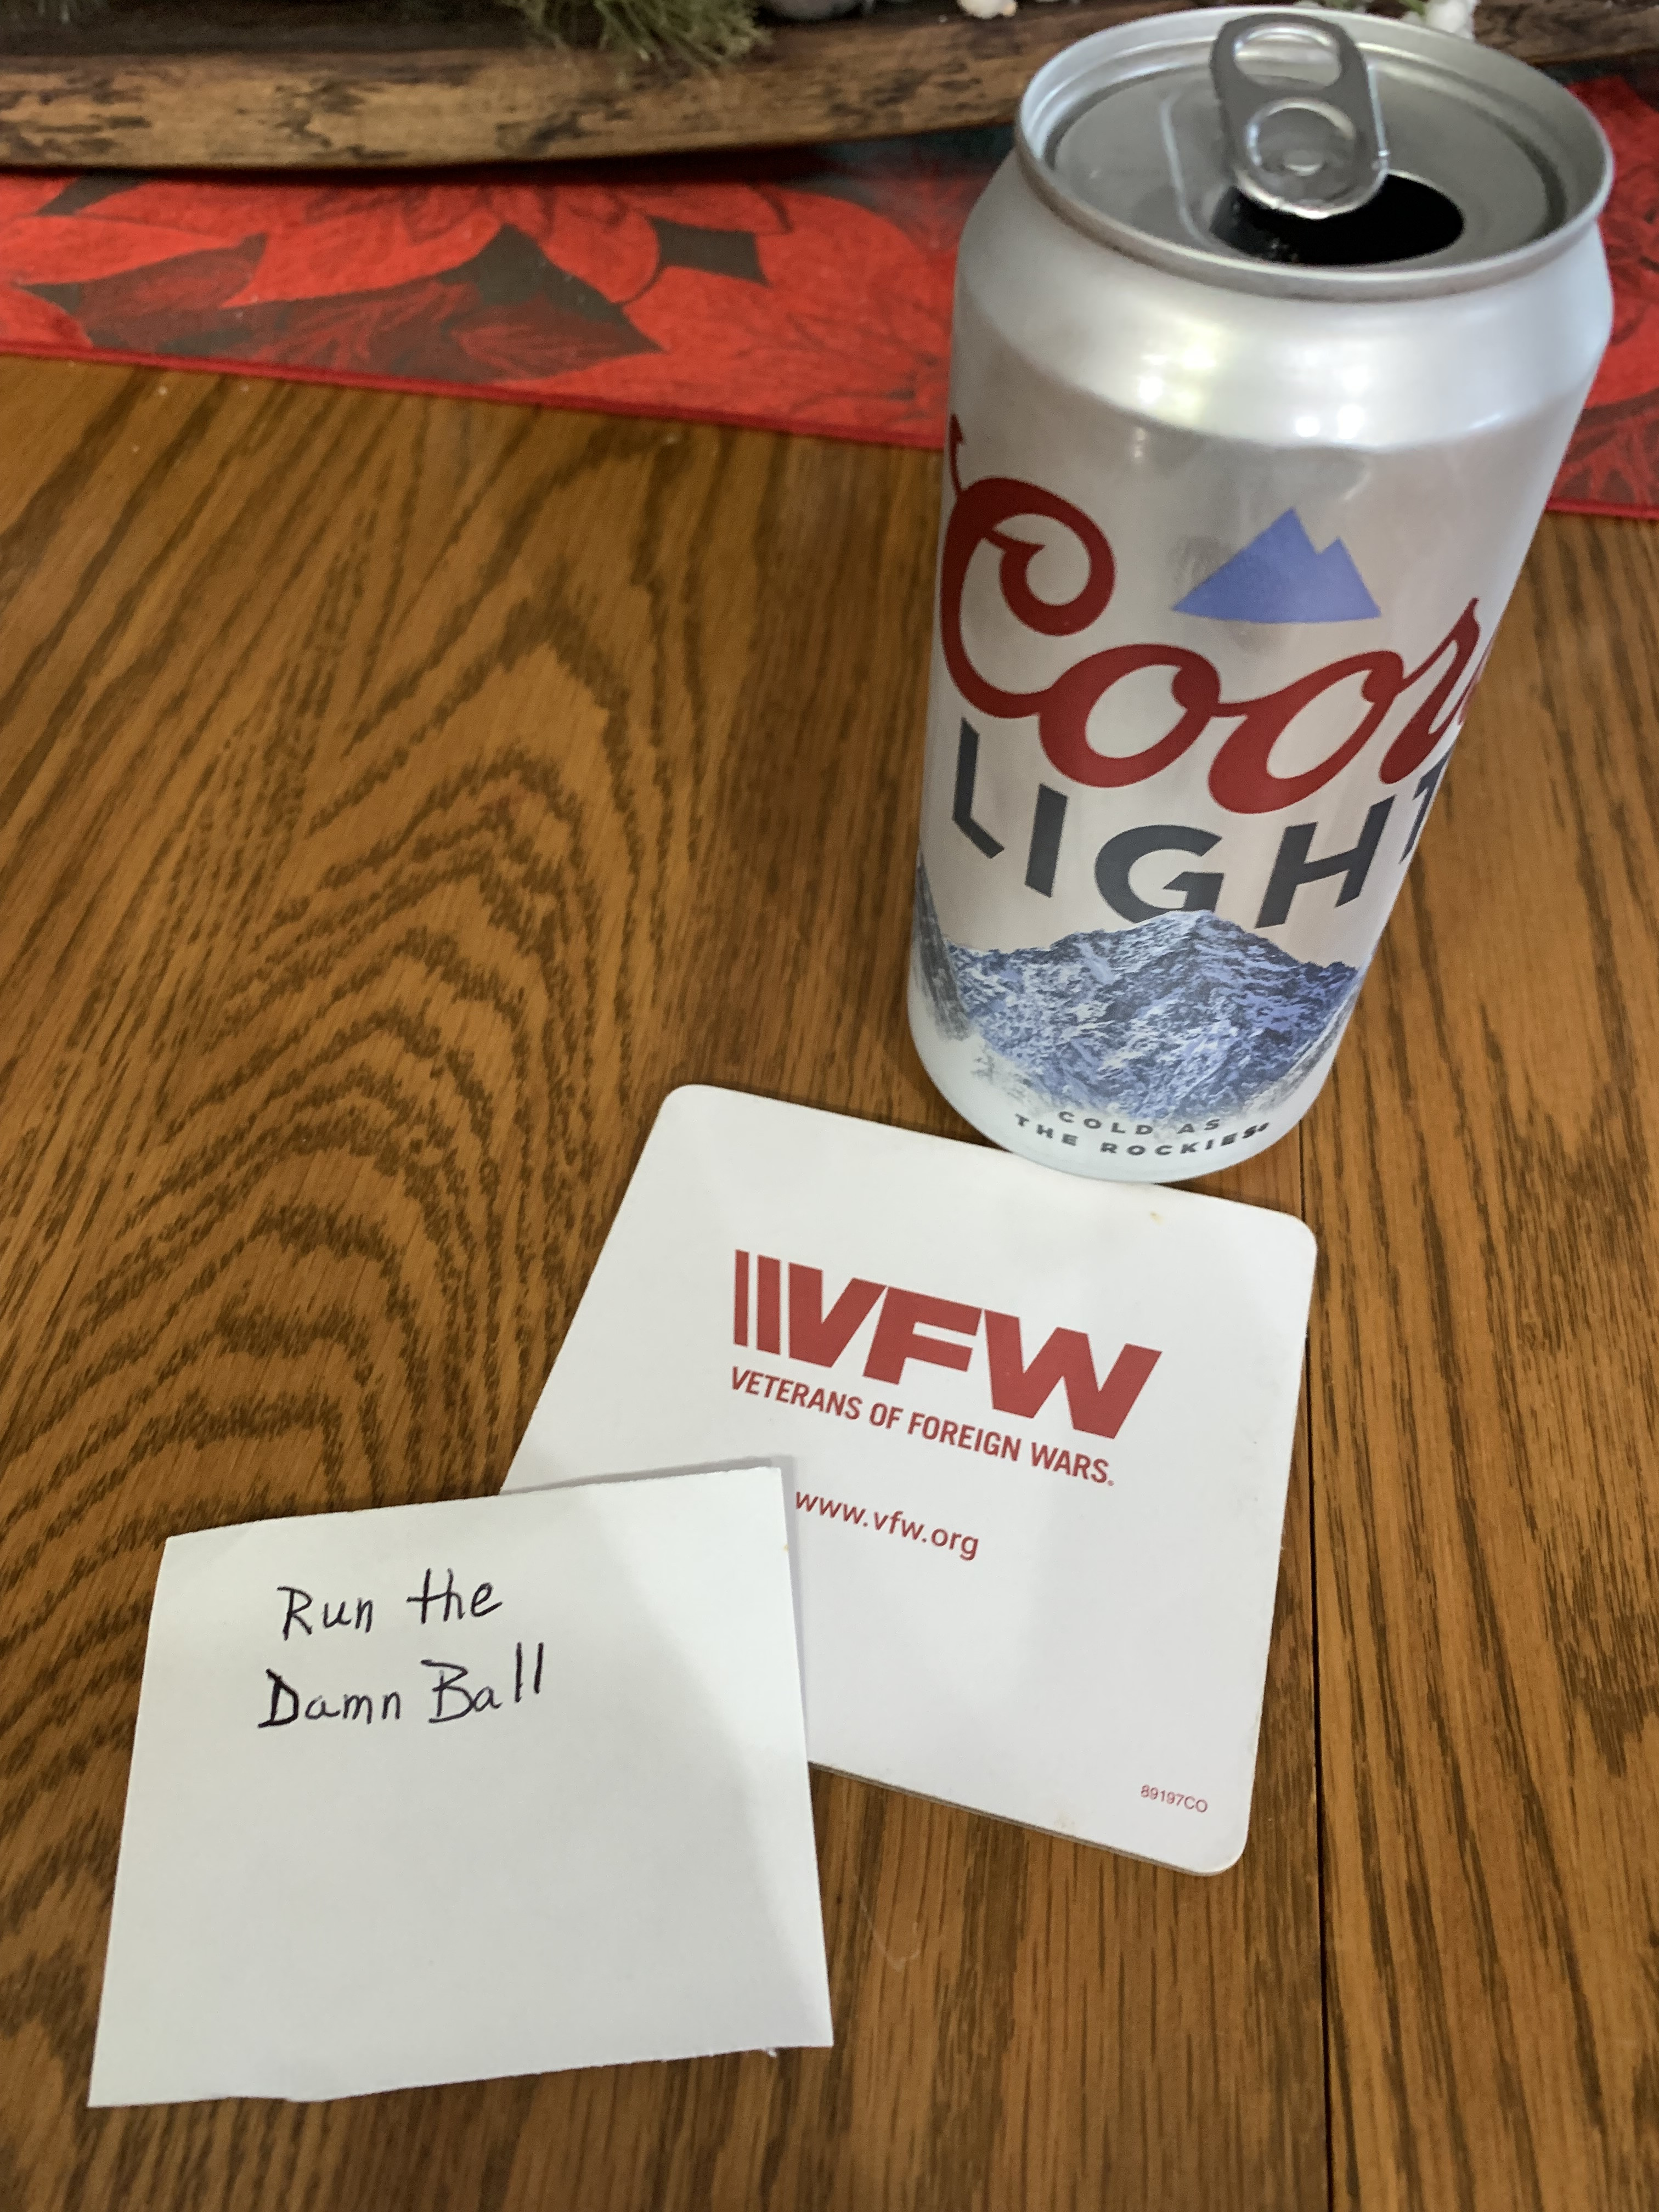 Coors
LIGHT
COLD AS
THE ROCKIES®
VFW
VETERANS OF FOREIGN WARS.
www.vfw.org
89197CO
Run the
Damn Ball